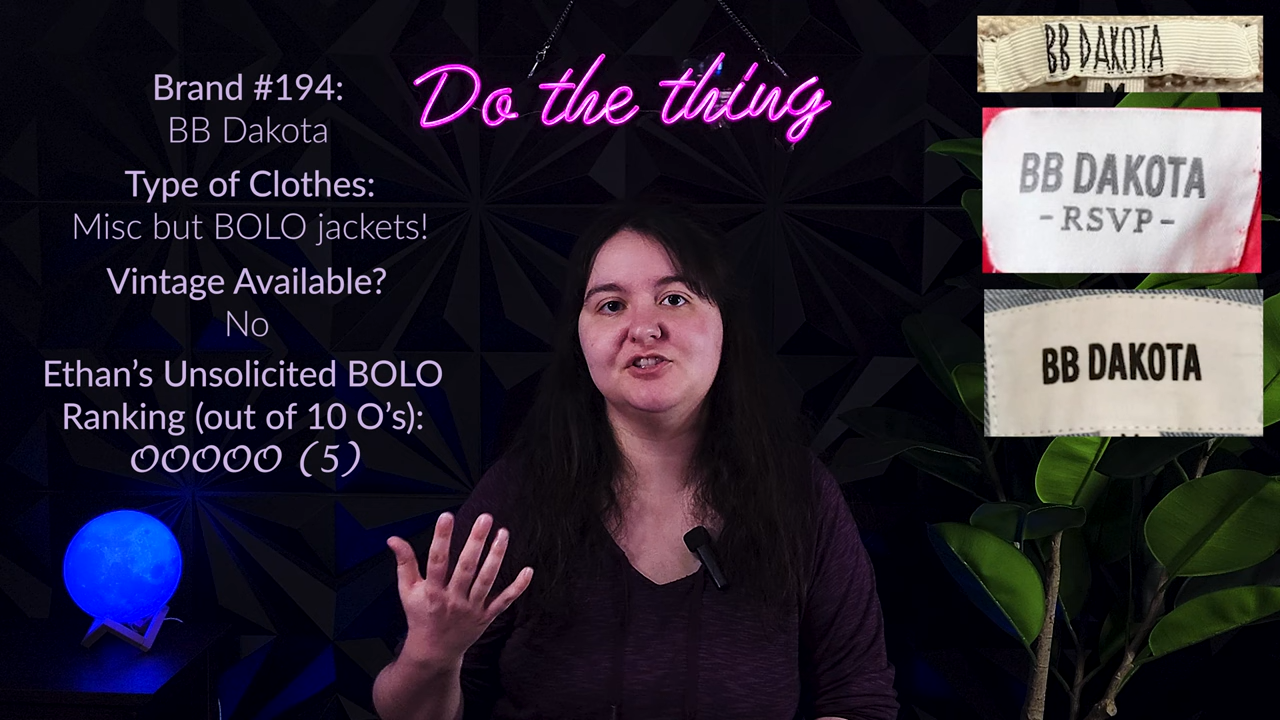 Brand #194:
BB Dakota
Type of Clothes:
Misc but BOLO jackets!
Vintage Available?
No
Ethan's Unsolicited BOLO
Ranking (out of 10 O's):
OOOOO (5)
Do the thing
BB DAKOTA
BB DAKOTA
-RSVP-
BB DAKOTA